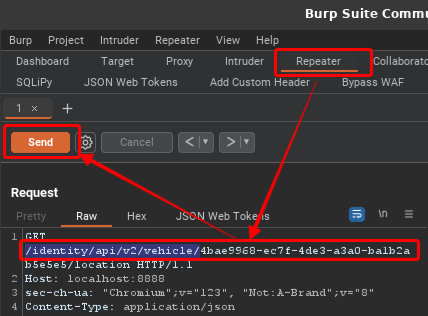 Burp Suite Commu
Burp Project Intruder Repeater View Help
Dashboard Target Proxy Intruder Repeater Collaborato
SQLiPy JSON Web Tokens Add Custom Header Bypass WAF
1 × +
Send Cancel < | ▾ > | ▾
Request
Pretty Raw Hex JSON Web Tokens \n ≡
1 GET
/identity/api/v2/vehicle/4bae9968-ec7f-4de3-a3a0-ba1b2a
b5e5e5/location HTTP/1.1
2 Host: localhost:8888
3 sec-ch-ua: "Chromium";v="123", "Not:A-Brand";v="8"
4 Content-Type: application/json